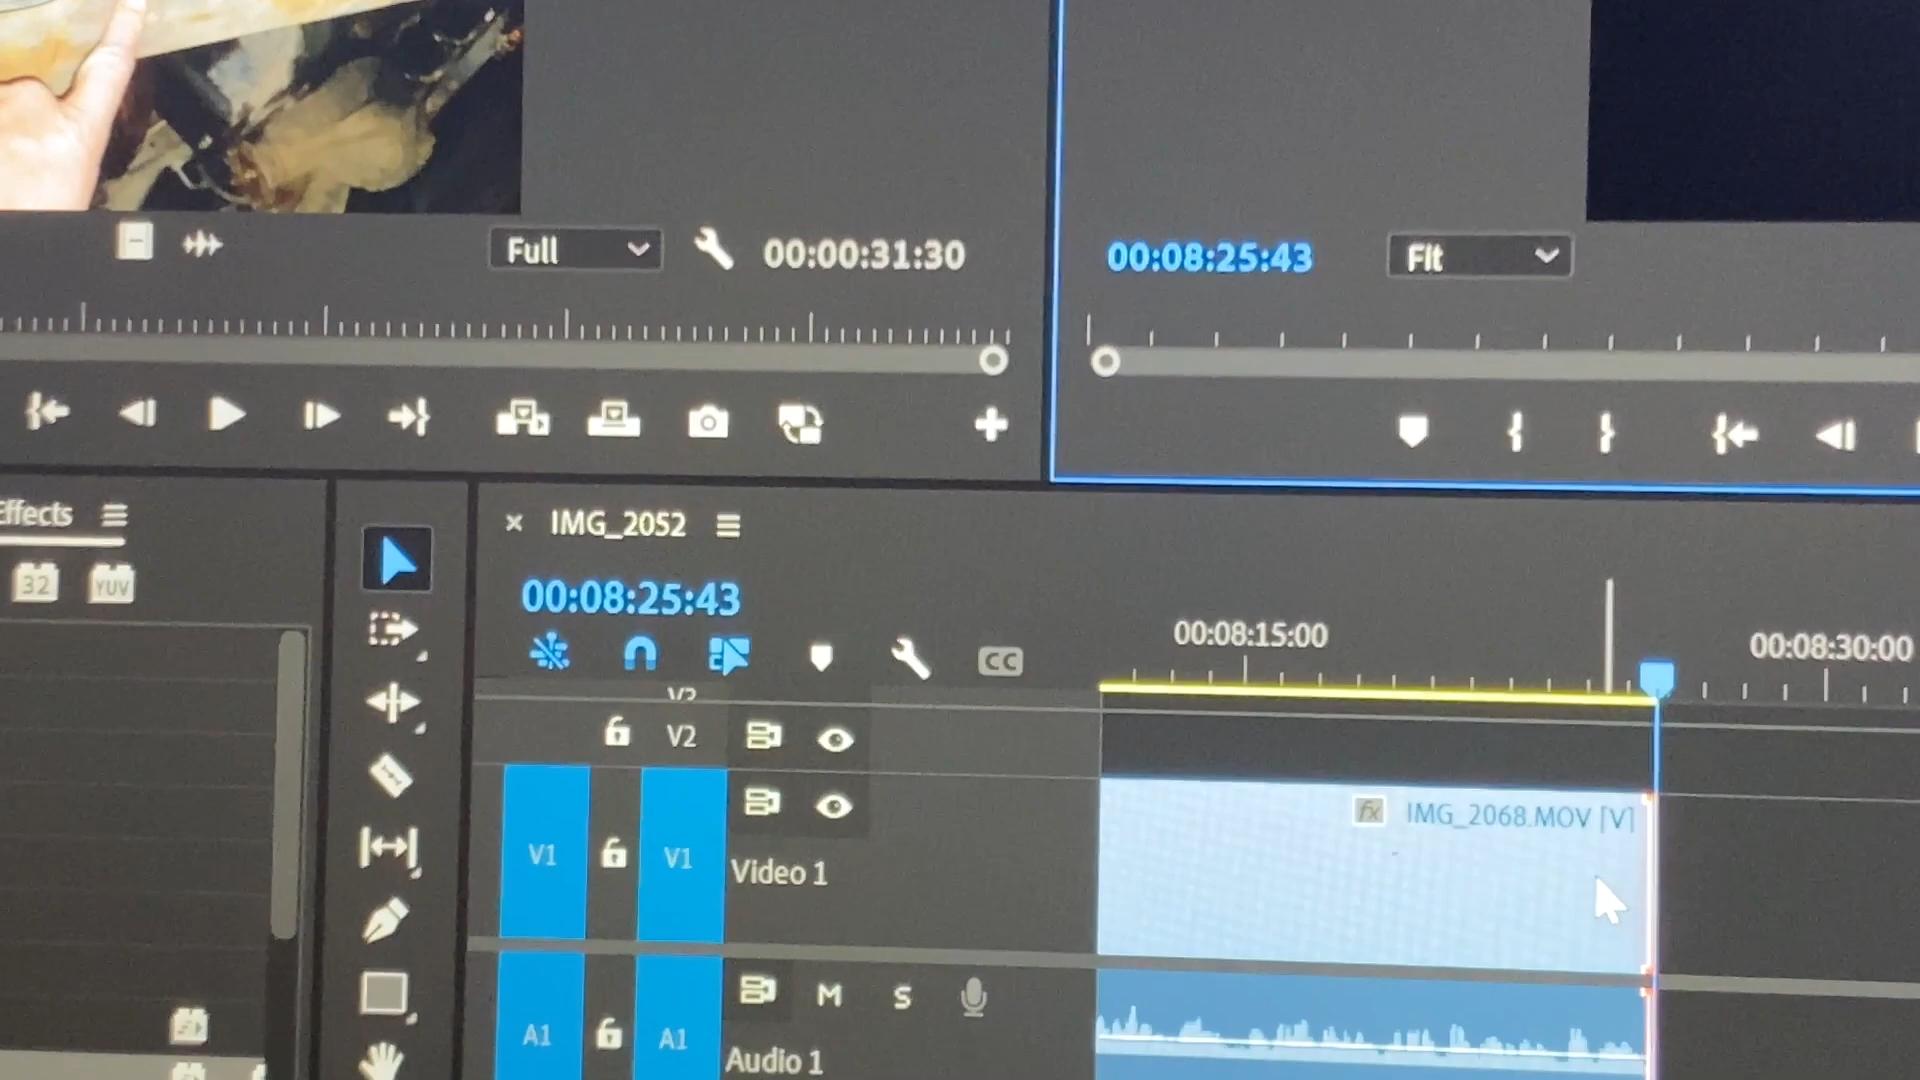 Full
00:00:31:30
00:08:25:43
Fit
Effects
32
YUV
IMG_2052
00:08:25:43
CC
00:08:15:00
00:08:30:00
V2
fx
IMG_2068.MOV [V]
V1
V1
Video 1
M
S
A1
A1
Audio 1